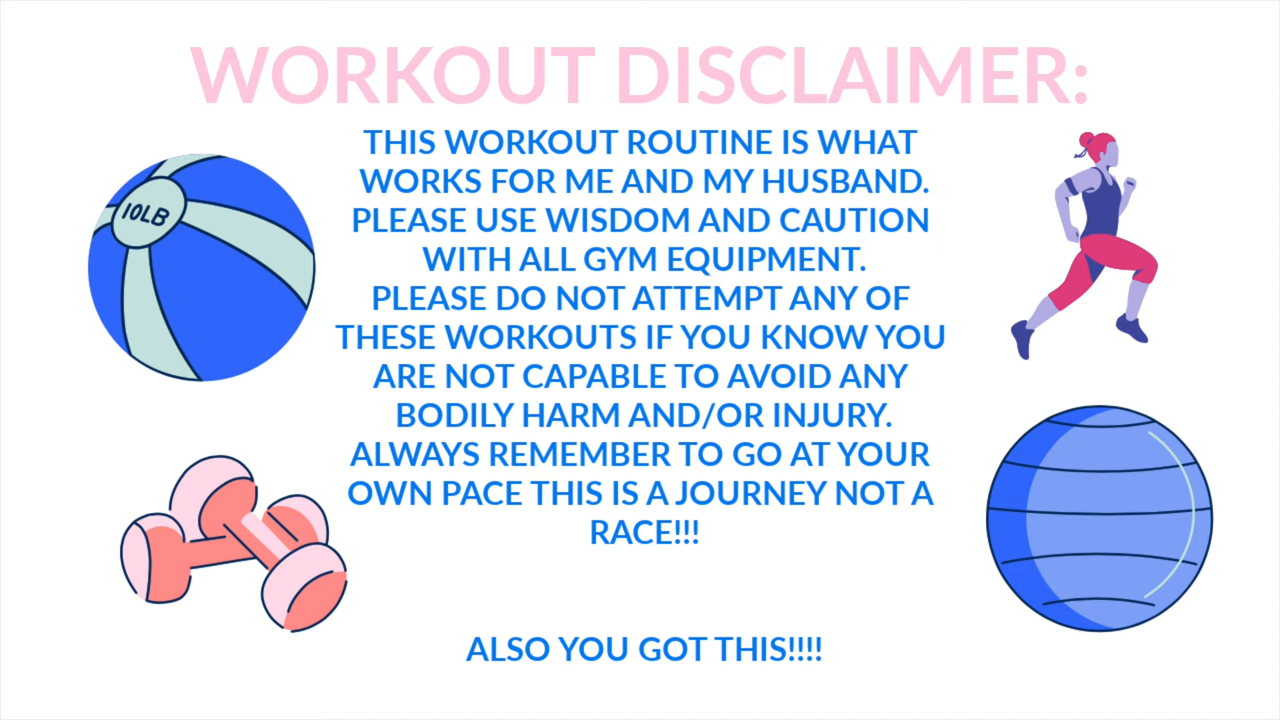 WORKOUT DISCLAIMER:
THIS WORKOUT ROUTINE IS WHAT
WORKS FOR ME AND MY HUSBAND.
PLEASE USE WISDOM AND CAUTION
WITH ALL GYM EQUIPMENT.
PLEASE DO NOT ATTEMPT ANY OF
THESE WORKOUTS IF YOU KNOW YOU
ARE NOT CAPABLE TO AVOID ANY
BODILY HARM AND/OR INJURY.
ALWAYS REMEMBER TO GO AT YOUR
OWN PACE THIS IS A JOURNEY NOT A
RACE!!!
ALSO YOU GOT THIS!!!!
10LB